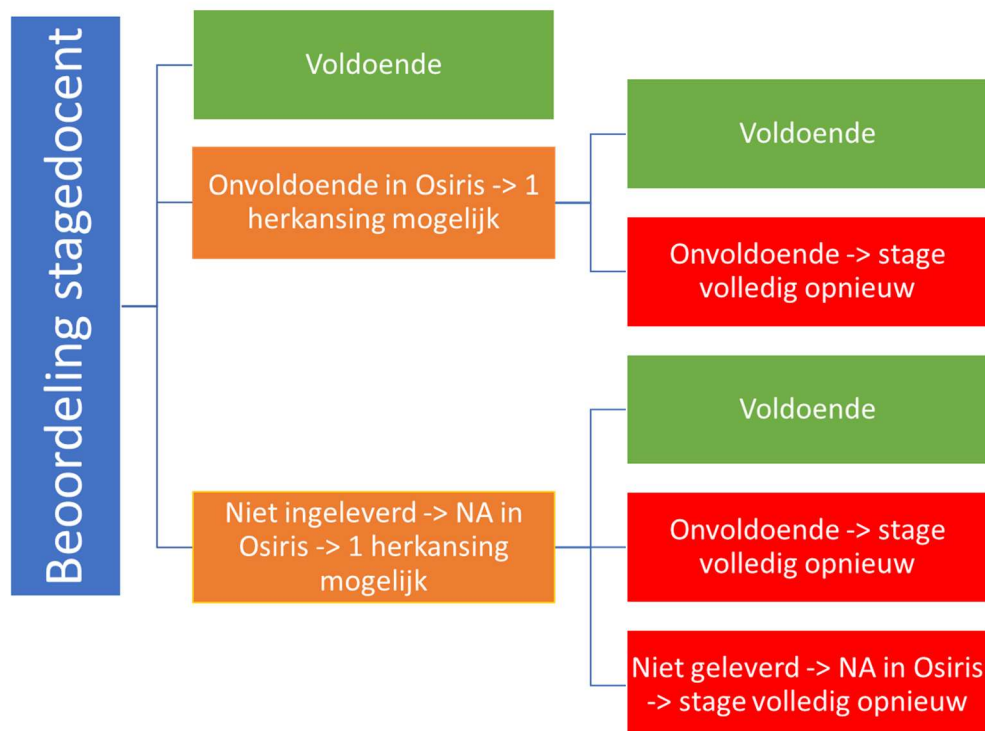 Beoordeling stagedocent
Voldoende
Onvoldoende in Osiris -> 1
herkansing mogelijk
Voldoende
Onvoldoende -> stage
volledig opnieuw
Niet ingeleverd -> NA in
Osiris -> 1 herkansing
mogelijk
Voldoende
Onvoldoende -> stage
volledig opnieuw
Niet geleverd -> NA in Osiris
-> stage volledig opnieuw